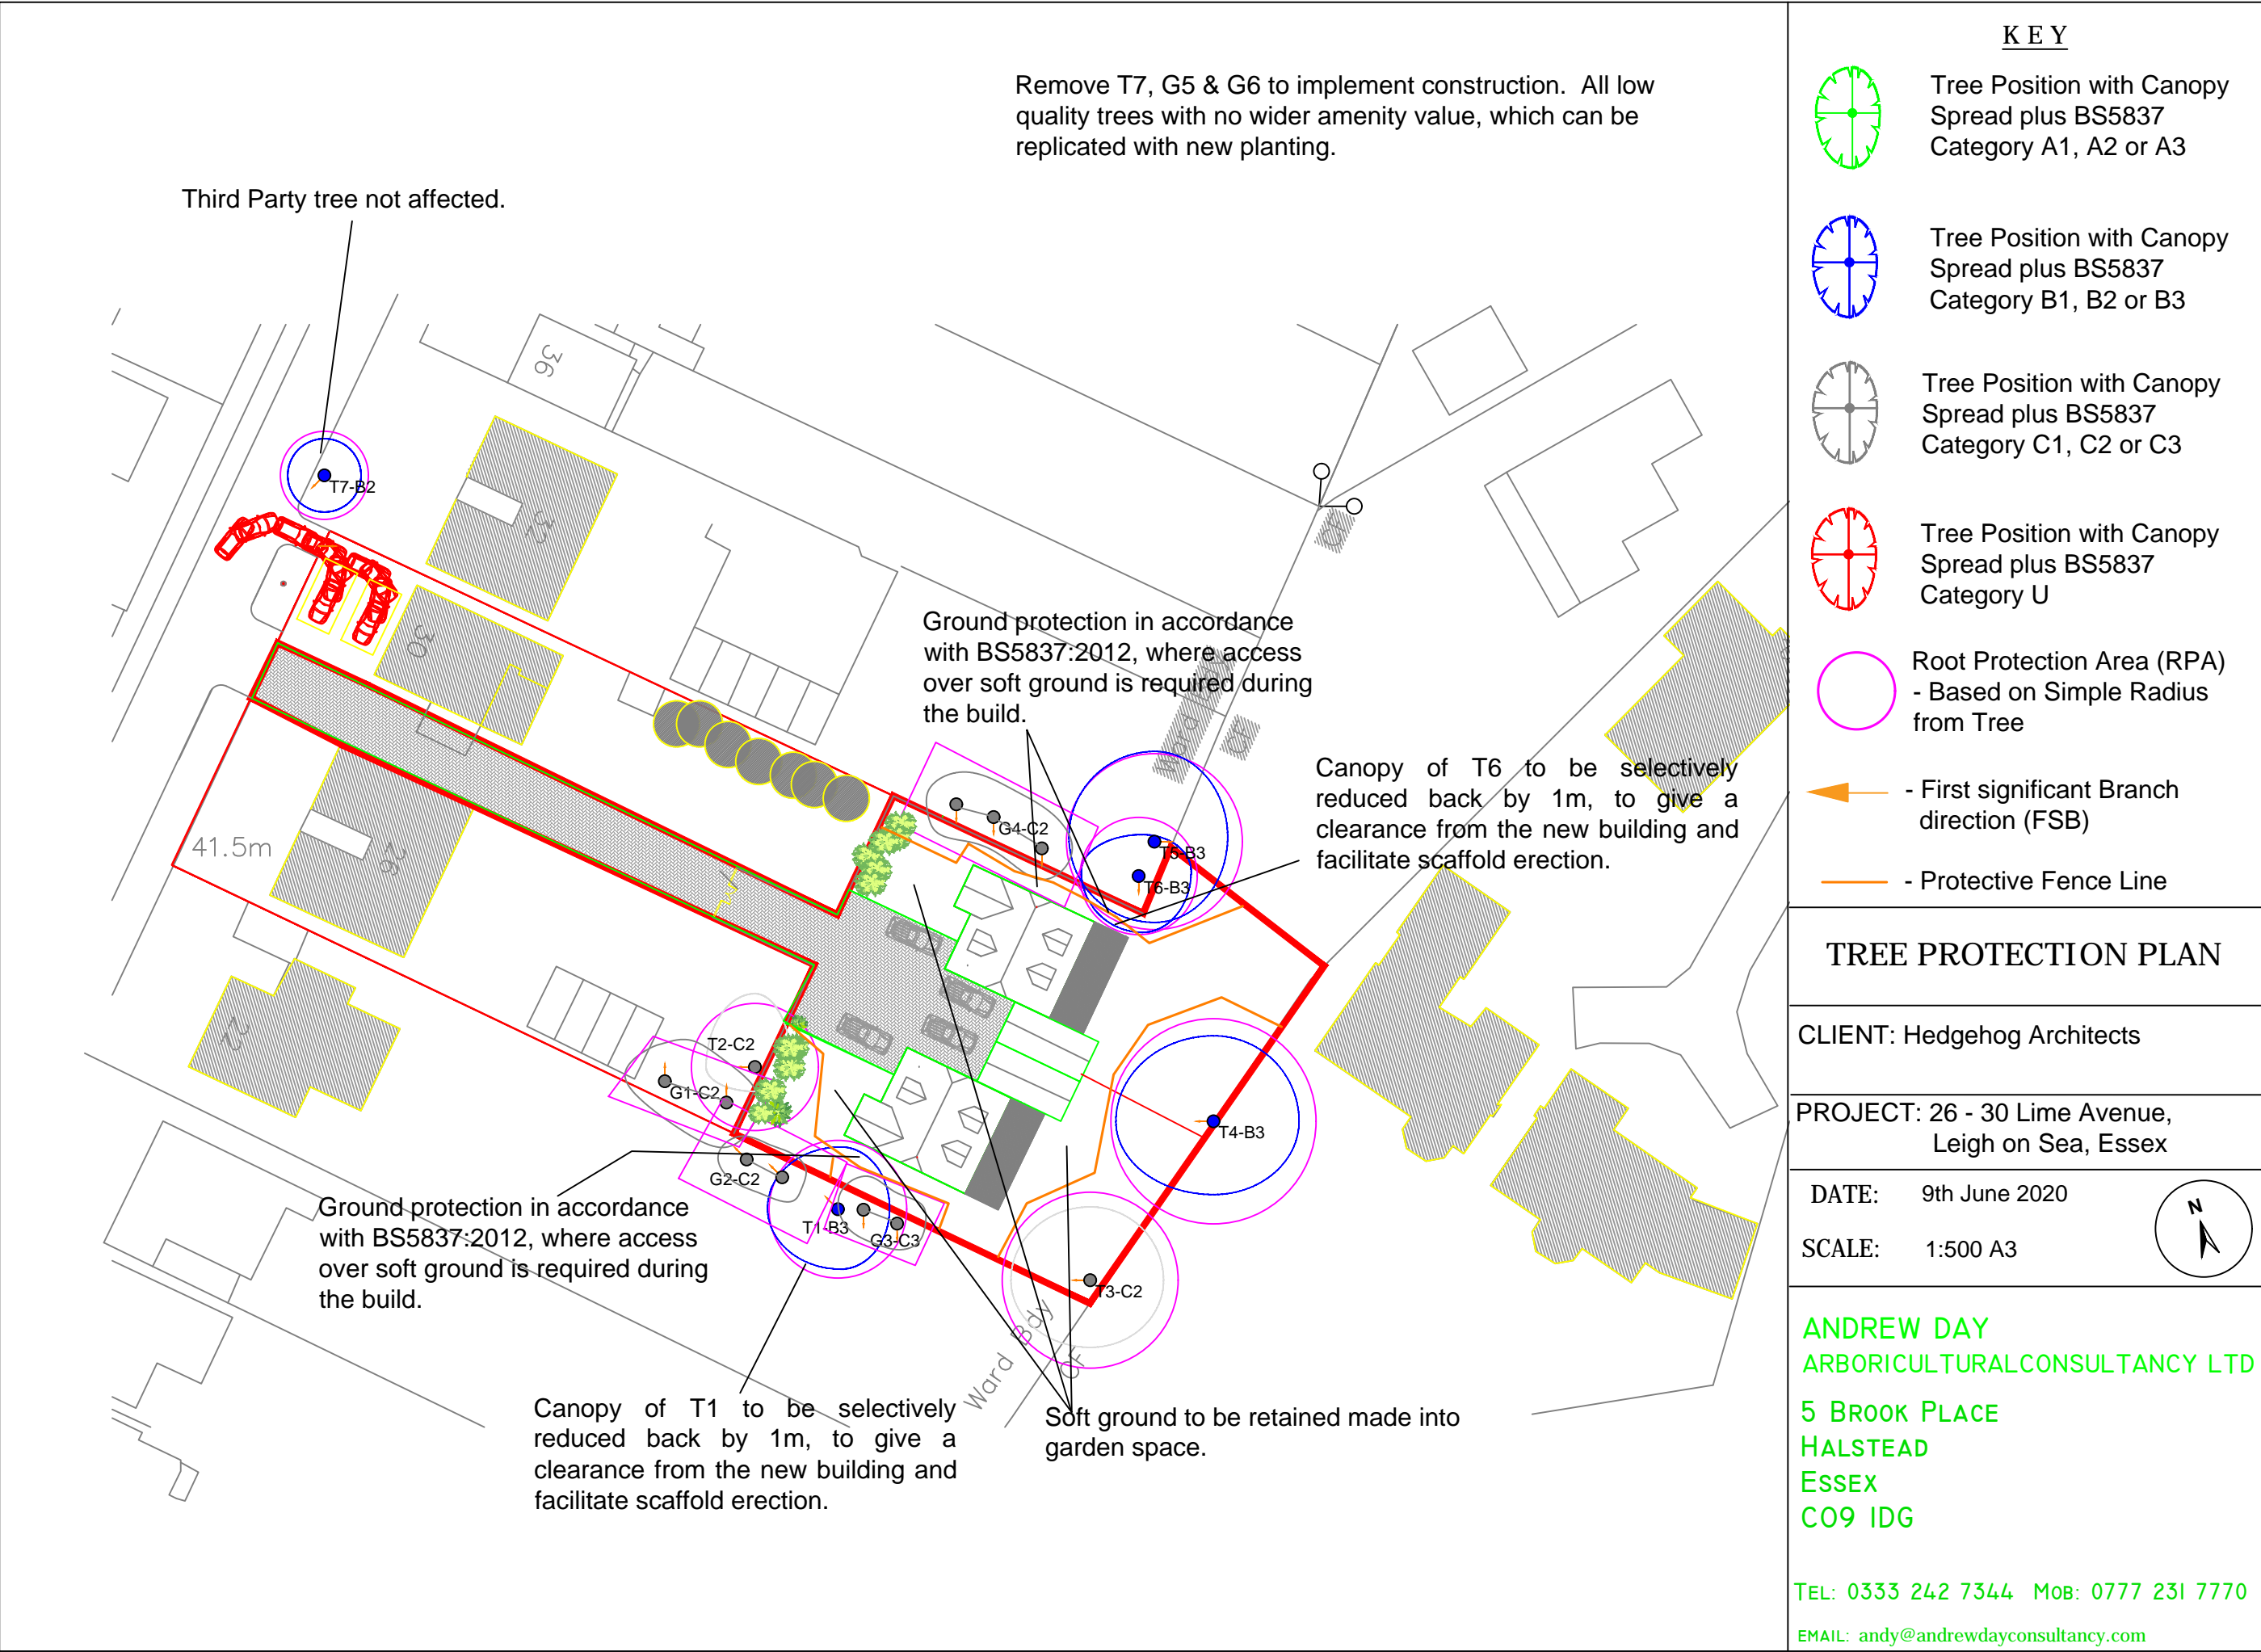 Remove T7, G5 & G6 to implement construction. All low
quality trees with no wider amenity value, which can be
replicated with new planting.
Third Party tree not affected.
36
T7-B2
32
30
Ground protection in accordance
with BS5837:2012, where access
over soft ground is required during
the build.
CF
Ward Bdy
CF
Canopy of T6 to be selectively
reduced back by 1m, to give a
clearance from the new building and
facilitate scaffold erection.
G4-C2
T5-B3
T6-B3
41.5m
26
22
T2-C2
G1-C2
G2-C2
T1-B3
G3-C3
T4-B3
T3-C2
Ground protection in accordance
with BS5837:2012, where access
over soft ground is required during
the build.
Ward Bdy
CF
Canopy of T1 to be selectively
reduced back by 1m, to give a
clearance from the new building and
facilitate scaffold erection.
Soft ground to be retained made into
garden space.
KEY
Tree Position with Canopy
Spread plus BS5837
Category A1, A2 or A3
Tree Position with Canopy
Spread plus BS5837
Category B1, B2 or B3
Tree Position with Canopy
Spread plus BS5837
Category C1, C2 or C3
Tree Position with Canopy
Spread plus BS5837
Category U
Root Protection Area (RPA)
- Based on Simple Radius
from Tree
- First significant Branch
direction (FSB)
- Protective Fence Line
TREE PROTECTION PLAN
CLIENT: Hedgehog Architects
PROJECT: 26 - 30 Lime Avenue,
Leigh on Sea, Essex
DATE: 9th June 2020
SCALE: 1:500 A3
N
ANDREW DAY
ARBORICULTURALCONSULTANCY LTD
5 BROOK PLACE
HALSTEAD
ESSEX
CO9 1DG
TEL: 0333 242 7344 MOB: 0777 231 7770
EMAIL: andy@andrewdayconsultancy.com